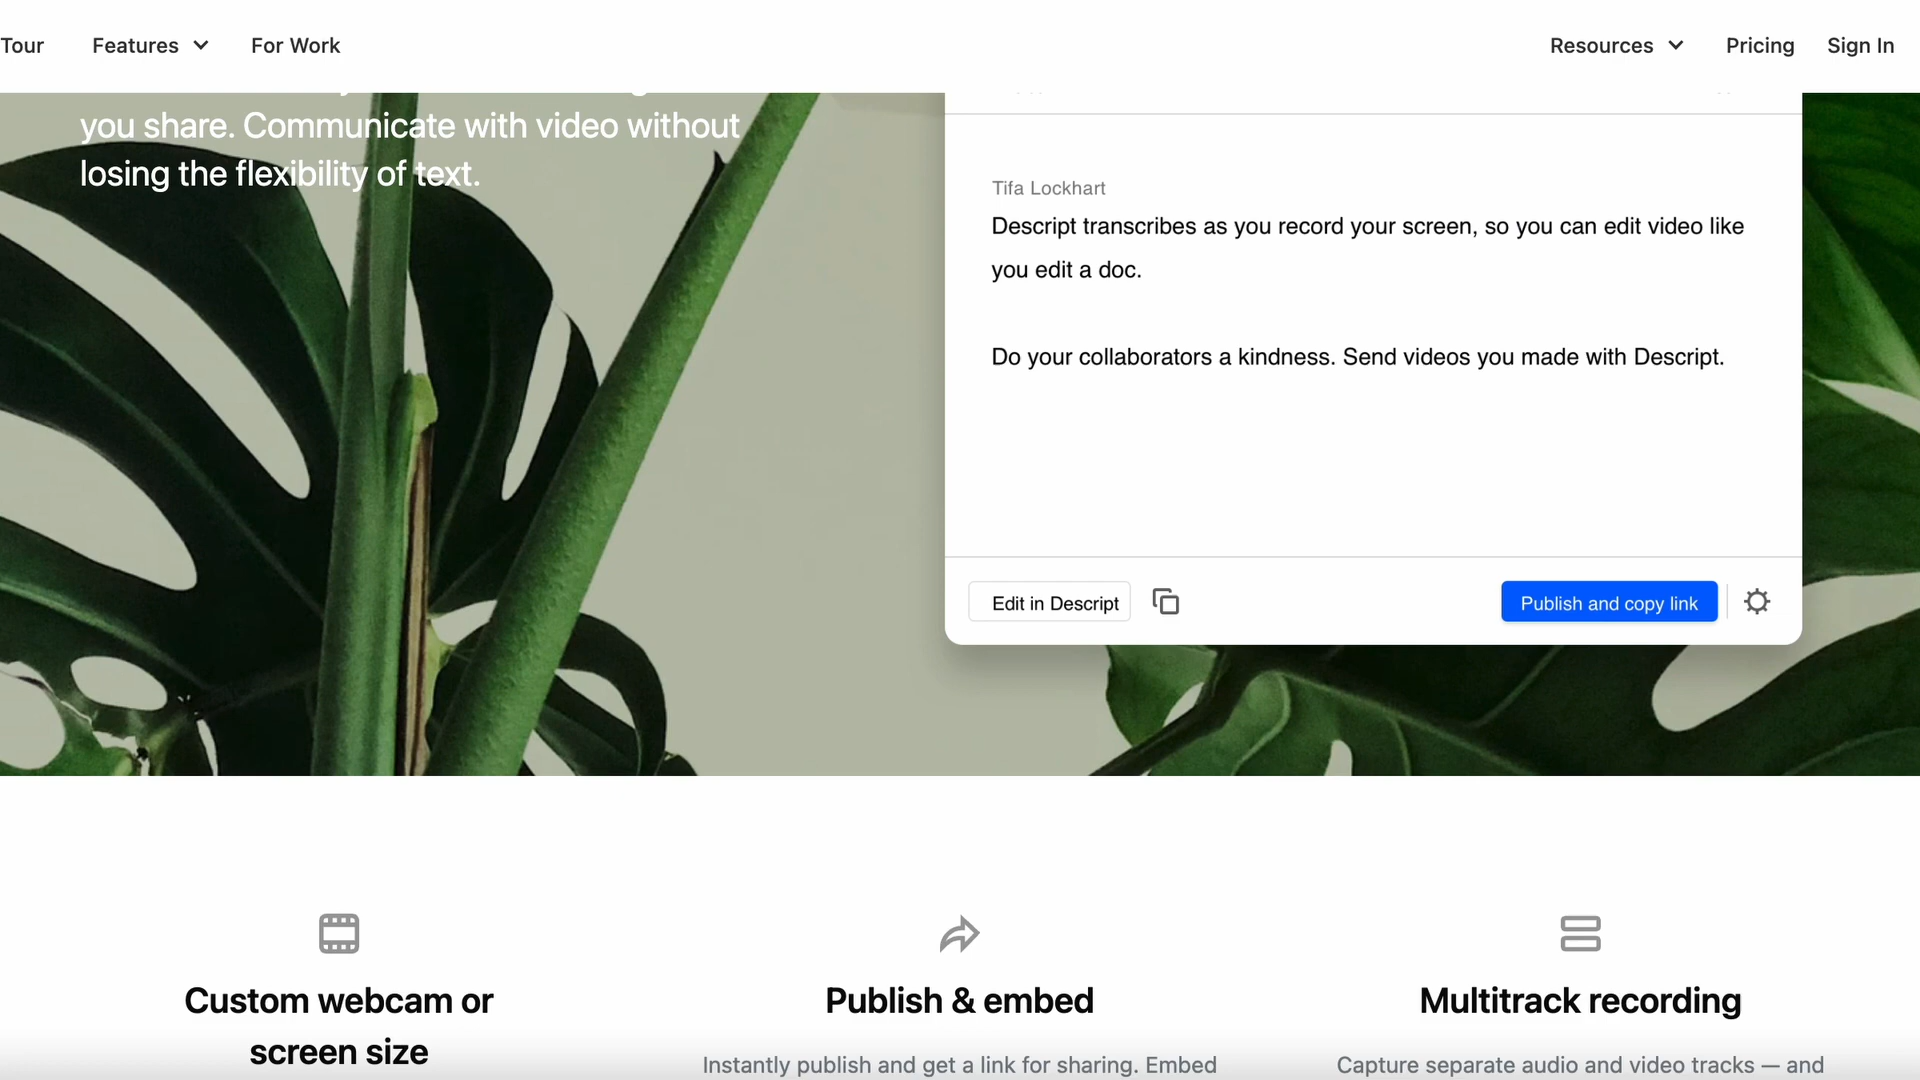 Tour
Features
For Work
Resources
Pricing
Sign In
you share. Communicate with video without
losing the flexibility of text.
Tifa Lockhart
Descript transcribes as you record your screen, so you can edit video like
you edit a doc.
Do your collaborators a kindness. Send videos you made with Descript.
Edit in Descript
Publish and copy link
Custom webcam or
screen size
Publish & embed
Instantly publish and get a link for sharing. Embed
Multitrack recording
Capture separate audio and video tracks — and